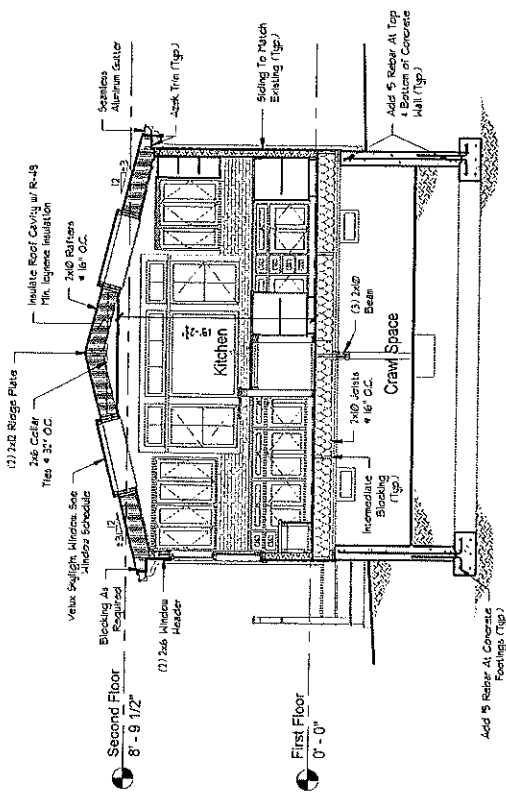 (2) 2x12 Ridge Plate
2x6 Collar
Ties @ 32" O.C.
Velux Skylight Window. See
Window Schedule
Insulate Roof Cavity w/ R-49
Min. Icynene Insulation
2x10 Rafters
@ 16" O.C.
Seamless
Aluminum Gutter
12
±3
12
±3
Blocking As
Required
Azek Trim (Typ.)
Second Floor
8' - 9 1/2"
(2) 2x6 Window
Header
Siding To Match
Existing (Typ.)
Kitchen
First Floor
0' - 0"
Intermediate
Blocking
(Typ.)
2x10 Joists
@ 16" O.C.
(3) 2x10
Beam
Crawl Space
Add #5 Rebar At Top
& Bottom of Concrete
Wall (Typ.)
Add #5 Rebar At Concrete
Footings (Typ.)